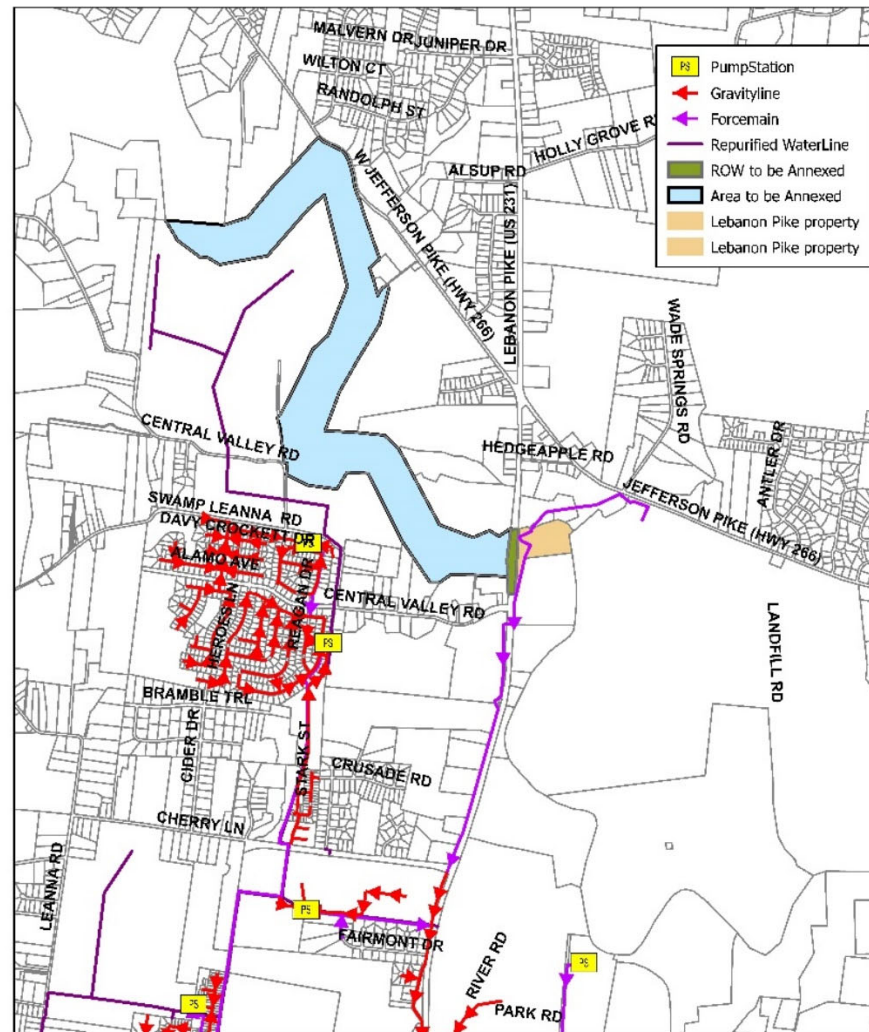 MALVERN DR
JUNIPER DR
WILTON CT
RANDOLPH ST
W JEFFERSON PIKE (HWY 266)
ALSUP RD
HOLLY GROVE RD
LEBANON PIKE (US 231)
PS PumpStation
Gravityline
Forcemain
Repurified WaterLine
ROW to be Annexed
Area to be Annexed
Lebanon Pike property
Lebanon Pike property
WADE SPRINGS RD
ANTLER DR
HEDGEAPPLE RD
JEFFERSON PIKE (HWY 266)
CENTRAL VALLEY RD
SWAMP LEANNA RD
DAVY CROCKETT DR
PS
ALAMO AVE
HEROES LN
REAGAN DR
CENTRAL VALLEY RD
PS
LANDFILL RD
BRAMBLE TRL
CIDER DR
STARK ST
CRUSADE RD
CHERRY LN
LEANNA RD
PS
FAIRMONT DR
RIVER RD
PS
PS
PARK RD